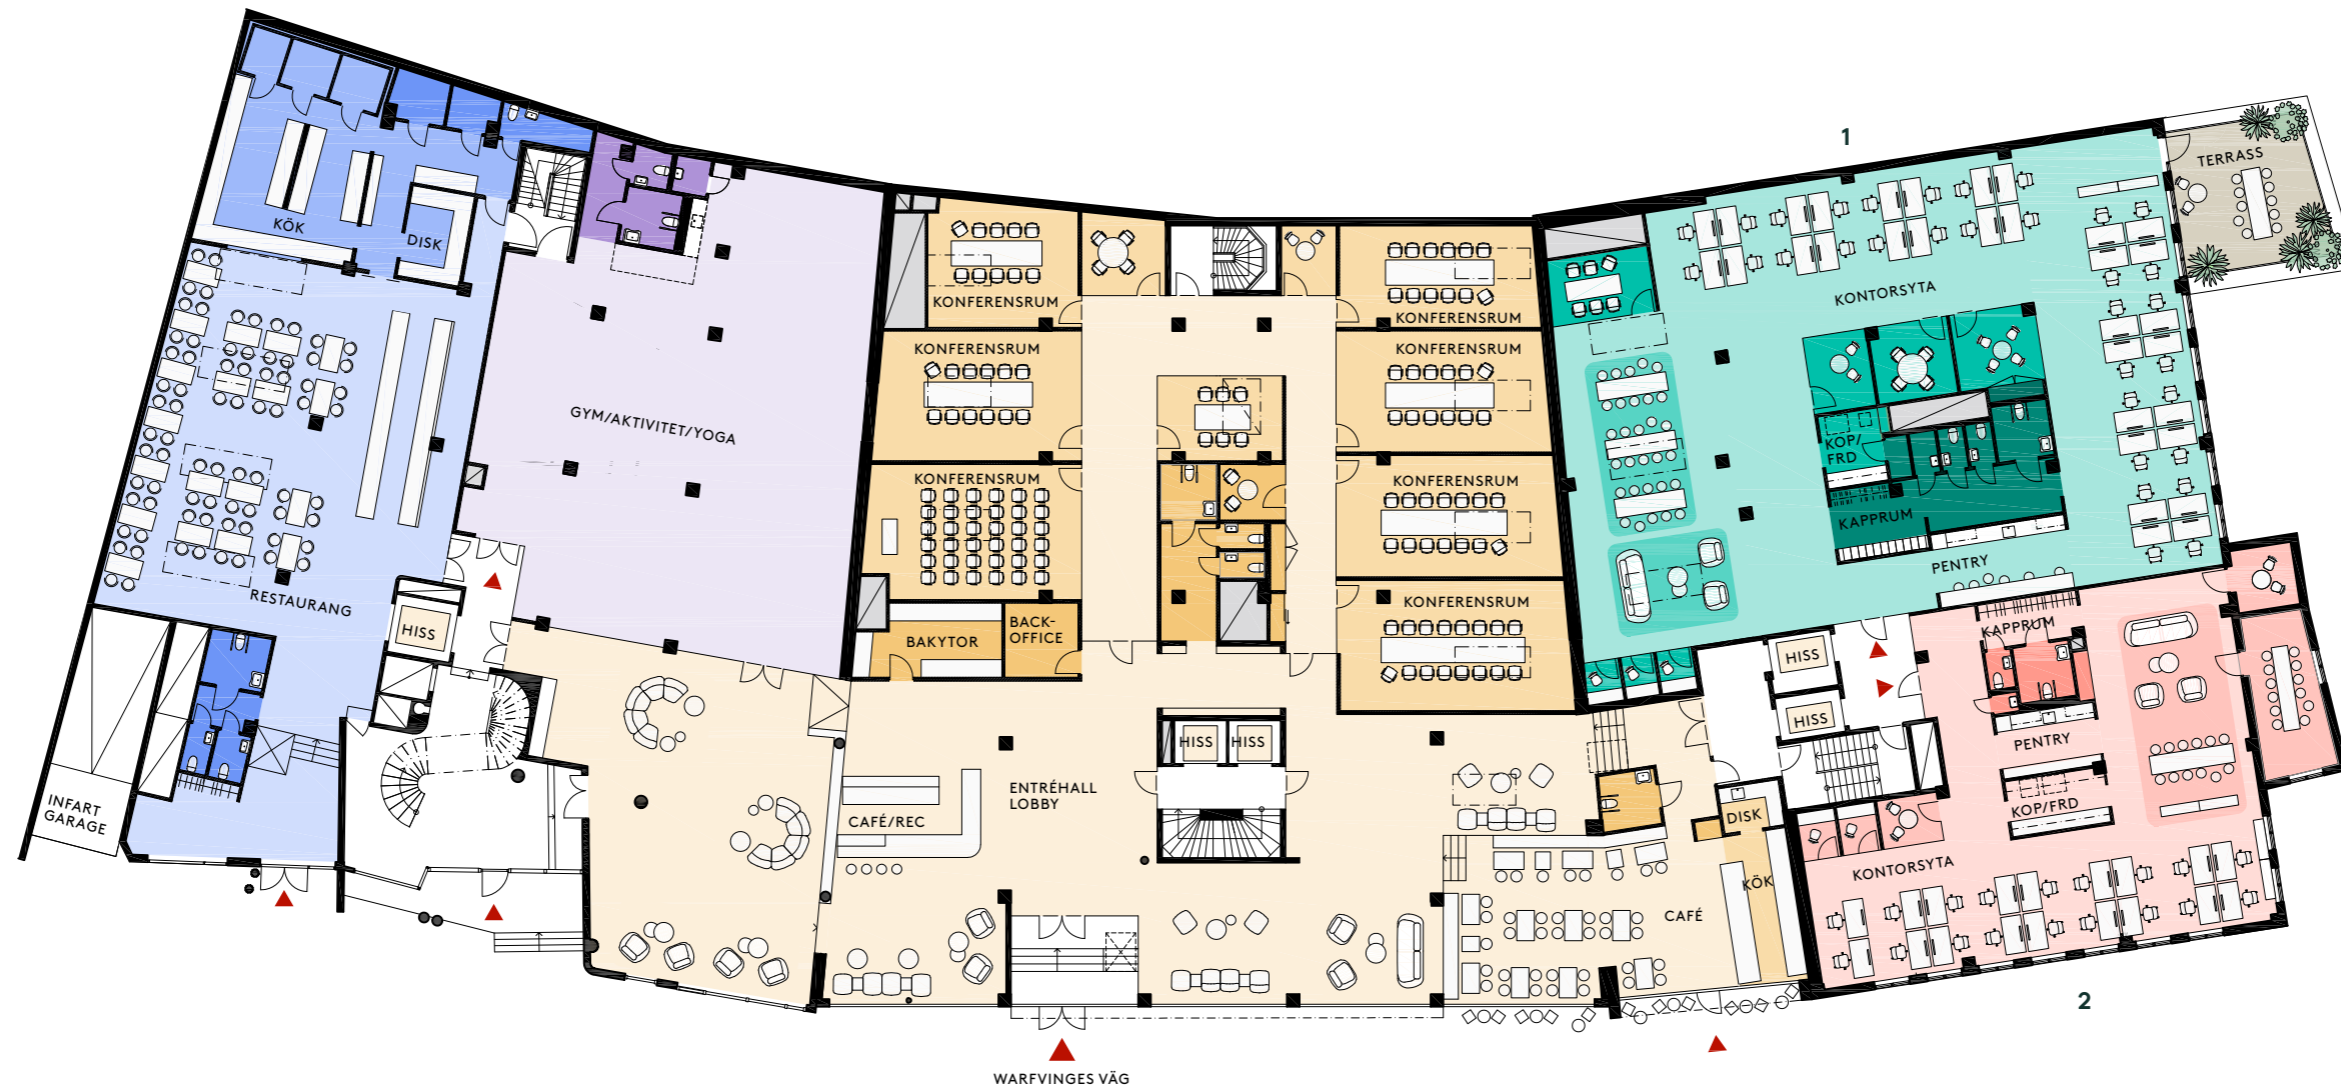 1
TERRASS
KÖK
DISK
KONTORSYTA
KONFERENSRUM
KONFERENSRUM
KONFERENSRUM
KONFERENSRUM
GYM/AKTIVITET/YOGA
KOP/
FRD
KONFERENSRUM
KONFERENSRUM
KAPPRUM
PENTRY
RESTAURANG
KONFERENSRUM
HISS
BAKYTOR
BACK-
OFFICE
KAPPRUM
HISS
HISS
HISS
HISS
PENTRY
INFART
GARAGE
ENTRÉHALL
LOBBY
CAFÉ/REC
DISK
KOP/FRD
KONTORSYTA
KÖK
CAFÉ
2
WARFVINGES VÄG